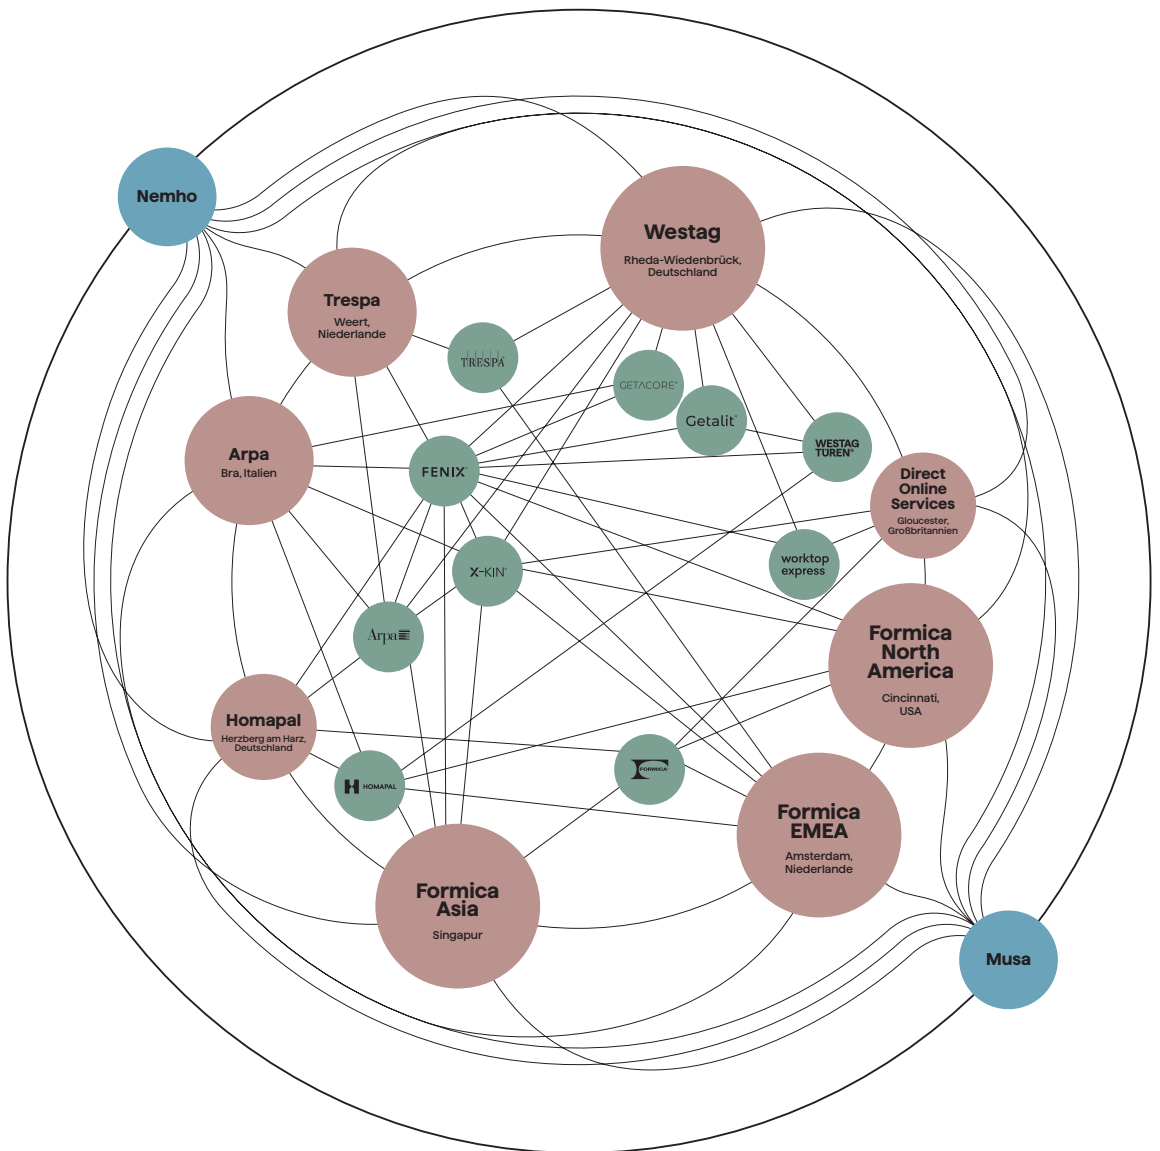 Nemho
Westag
Rheda-Wiedenbrück,
Deutschland
Trespa
Weert,
Niederlande
TRESPA®
GETACORE®
Getalit®
WESTAG
TÜREN®
Arpa
Bra, Italien
FENIX®
Direct
Online
Services
Gloucester,
Großbritannien
X-KIN®
worktop
express
Arpa
Formica
North
America
Cincinnati,
USA
Homapal
Herzberg am Harz,
Deutschland
HOMAPAL
FORMICA®
Formica
EMEA
Amsterdam,
Niederlande
Formica
Asia
Singapur
Musa